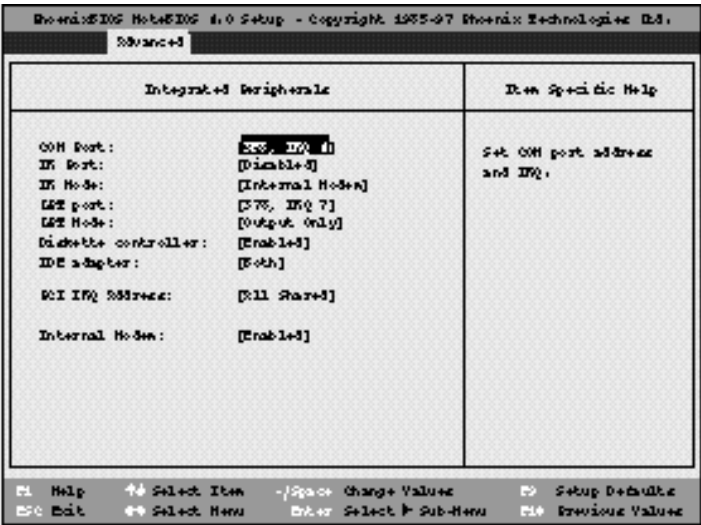 PhoenixBIOS NoteBIOS 4.0 Setup - Copyright 1985-97 Phoenix Technologies Ltd.
Advanced
Integrated Peripherals
Item Specific Help
COM Port: [3F8, IRQ 4]
Set COM port address
and IRQ.
IR Port: [Disabled]
IR Mode: [Internal Modem]
LPT port: [378, IRQ 7]
LPT Mode: [Output Only]
Diskette controller: [Enabled]
IDE adapter: [Both]
PCI IRQ Address: [All Shared]
Internal Modem: [Enabled]
F1 Help ↑↓ Select Item -/Space Change Values F9 Setup Defaults
ESC Exit ↔ Select Menu Enter Select ▶ Sub-Menu F10 Previous Values